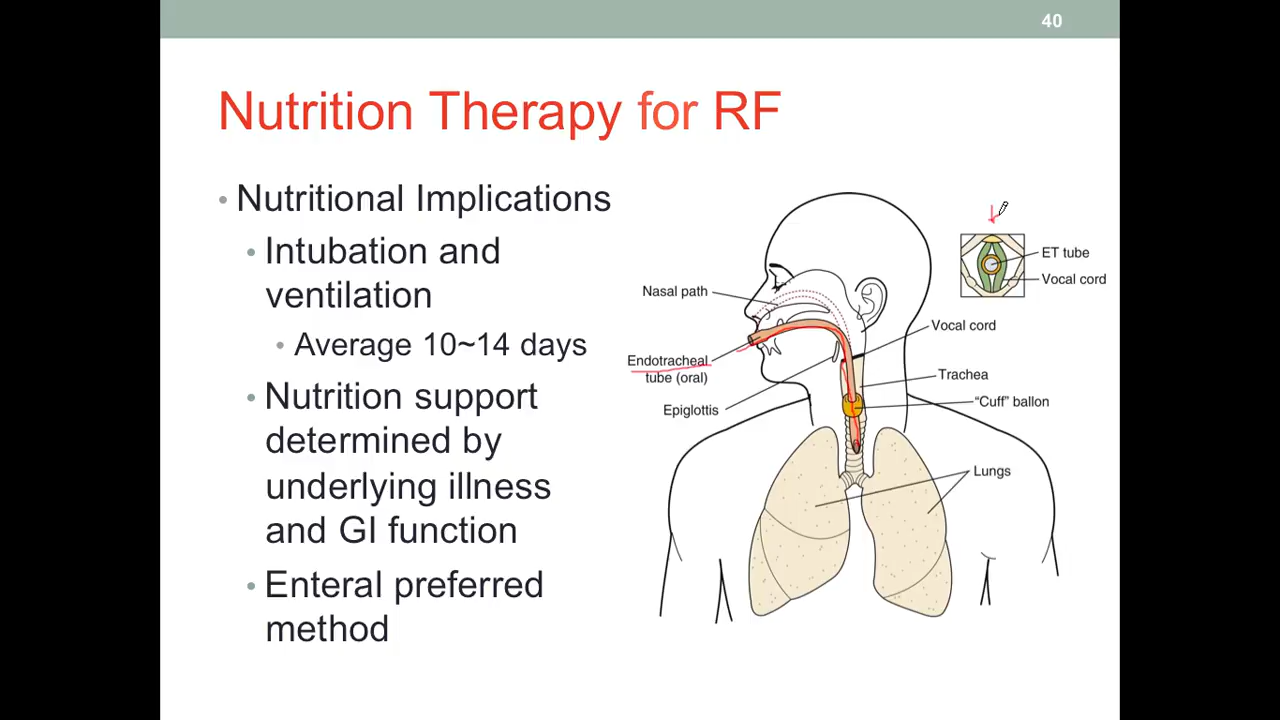 40
Nutrition Therapy for RF
• Nutritional Implications
• Intubation and
ventilation
• Average 10~14 days
• Nutrition support
determined by
underlying illness
and GI function
• Enteral preferred
method
Nasal path
Endotracheal
tube (oral)
Epiglottis
ET tube
Vocal cord
Vocal cord
Trachea
“Cuff” ballon
Lungs